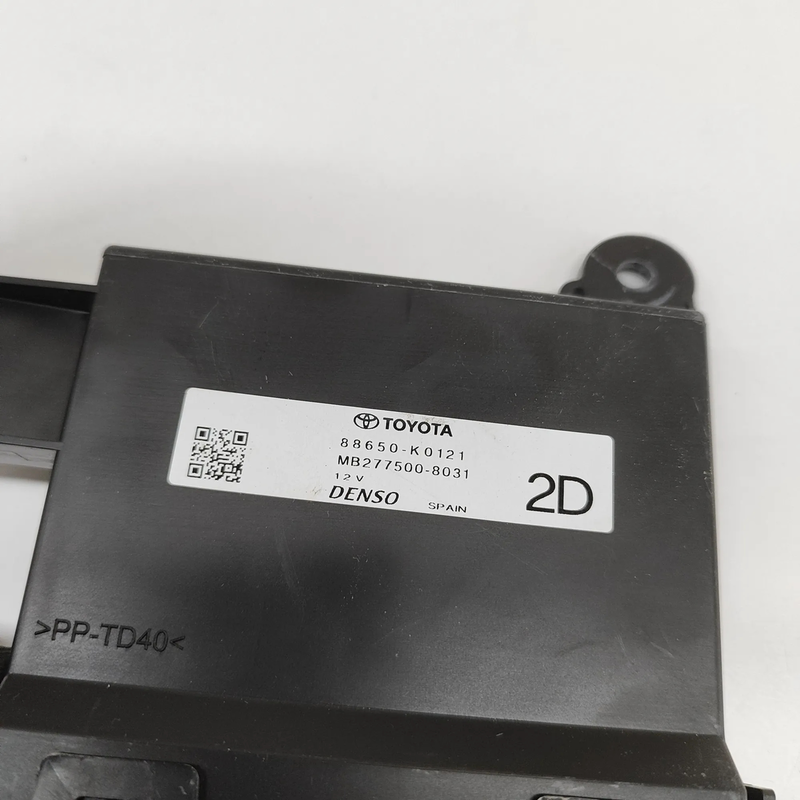 TOYOTA
88650-K0121
MB277500-8031
12V
DENSO SPAIN
2D
>PP-TD40<